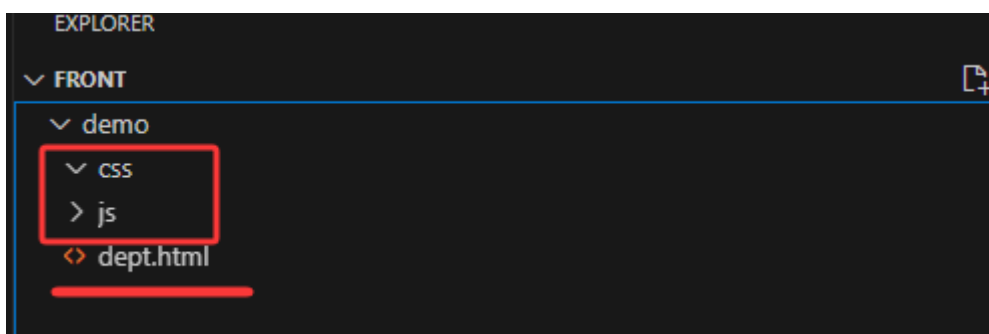 EXPLORER
FRONT
demo
css
js
dept.html